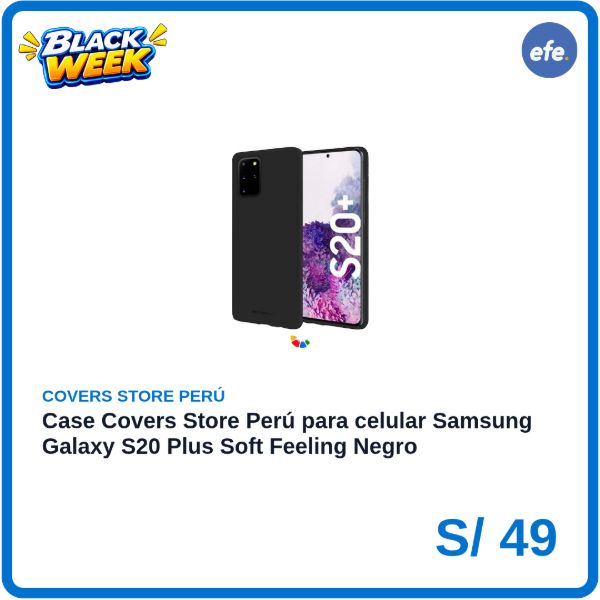 BLACK
WEEK
efe.
S20+
COVERS STORE PERÚ
Case Covers Store Perú para celular Samsung
Galaxy S20 Plus Soft Feeling Negro
S/ 49